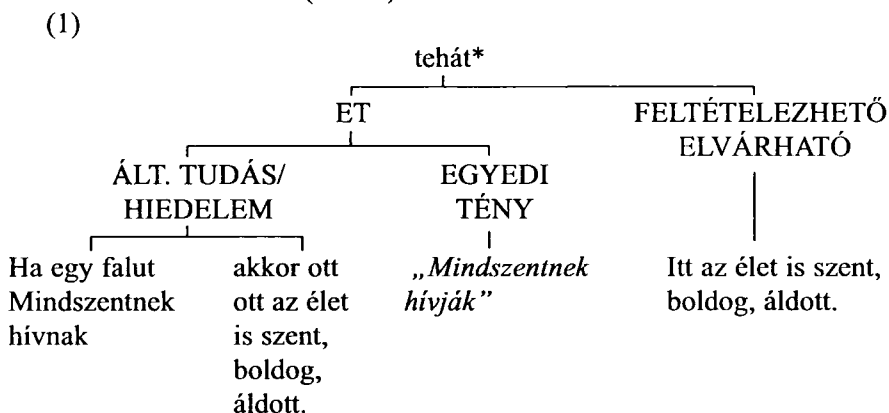 (1)
tehát*
ET
FELTÉTELEZHETŐ
ELVÁRHATÓ
ÁLT. TUDÁS/
HIEDELEM
EGYEDI
TÉNY
Ha egy falut
Mindszentnek
hívnak
akkor ott
ott az élet
is szent,
boldog,
áldott.
„Mindszentnek
hívják”
Itt az élet is szent,
boldog, áldott.